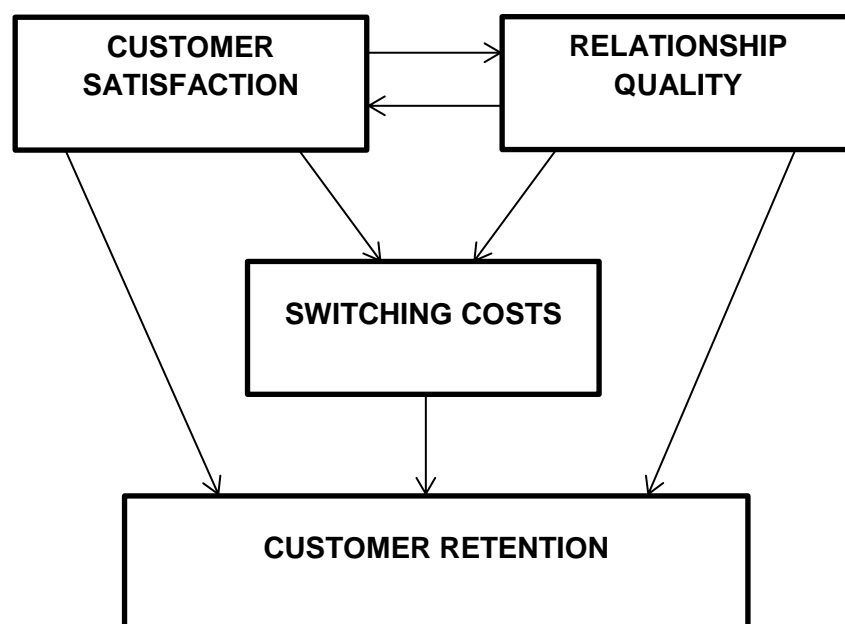 CUSTOMER
SATISFACTION
RELATIONSHIP
QUALITY
SWITCHING COSTS
CUSTOMER RETENTION